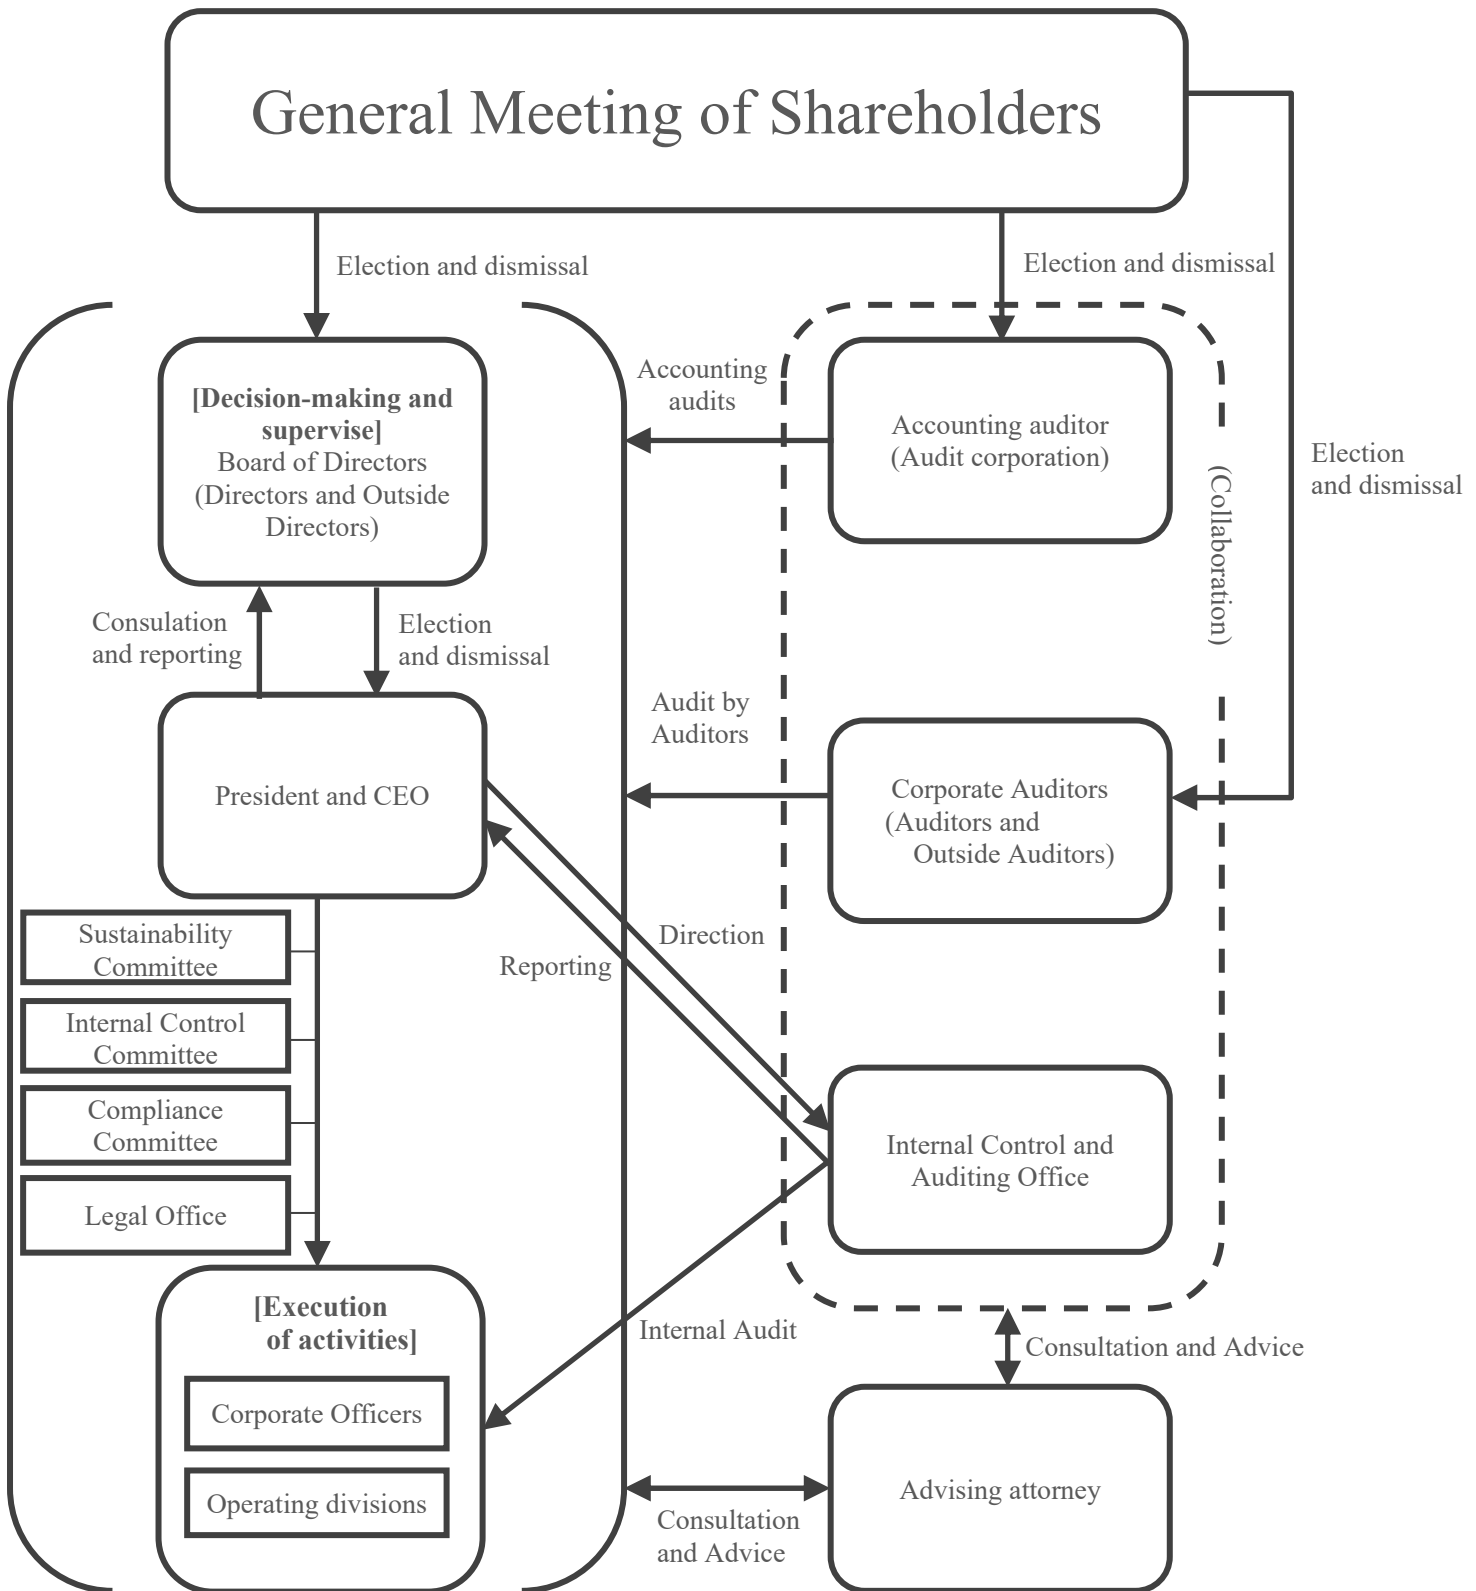 General Meeting of Shareholders
Election and dismissal
Election and dismissal
[Decision-making and
supervise]
Board of Directors
(Directors and Outside
Directors)
Accounting
audits
Accounting auditor
(Audit corporation)
(Collaboration)
Election
and dismissal
Consulation
and reporting
Election
and dismissal
President and CEO
Audit by
Auditors
Corporate Auditors
(Auditors and
Outside Auditors)
Sustainability
Committee
Internal Control
Committee
Compliance
Committee
Legal Office
Direction
Reporting
Internal Control and
Auditing Office
[Execution
of activities]
Corporate Officers
Operating divisions
Internal Audit
Consultation and Advice
Consultation
and Advice
Advising attorney